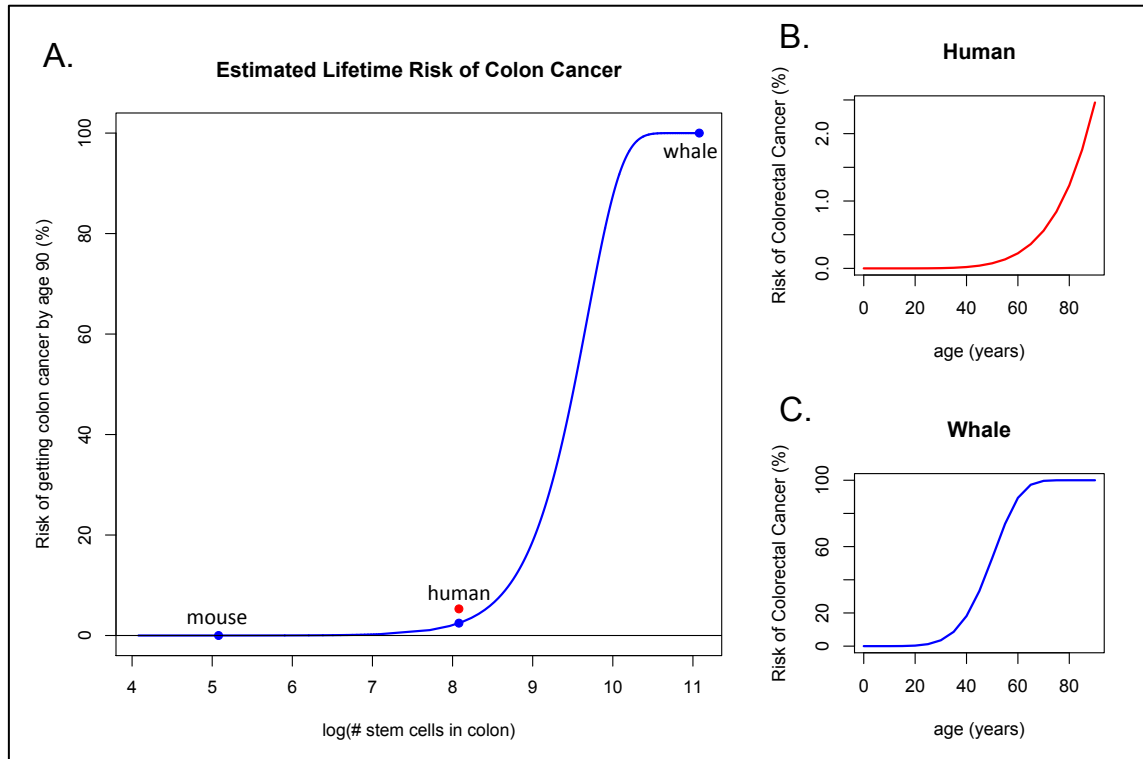 A.
Estimated Lifetime Risk of Colon Cancer
Risk of getting colon cancer by age 90 (%)
100
80
60
40
20
0
whale
human
mouse
4 5 6 7 8 9 10 11
log(# stem cells in colon)
B.
Human
Risk of Colorectal Cancer (%)
2.0
1.0
0.0
0 20 40 60 80
age (years)
C.
Whale
Risk of Colorectal Cancer (%)
100
60
20
0
0 20 40 60 80
age (years)